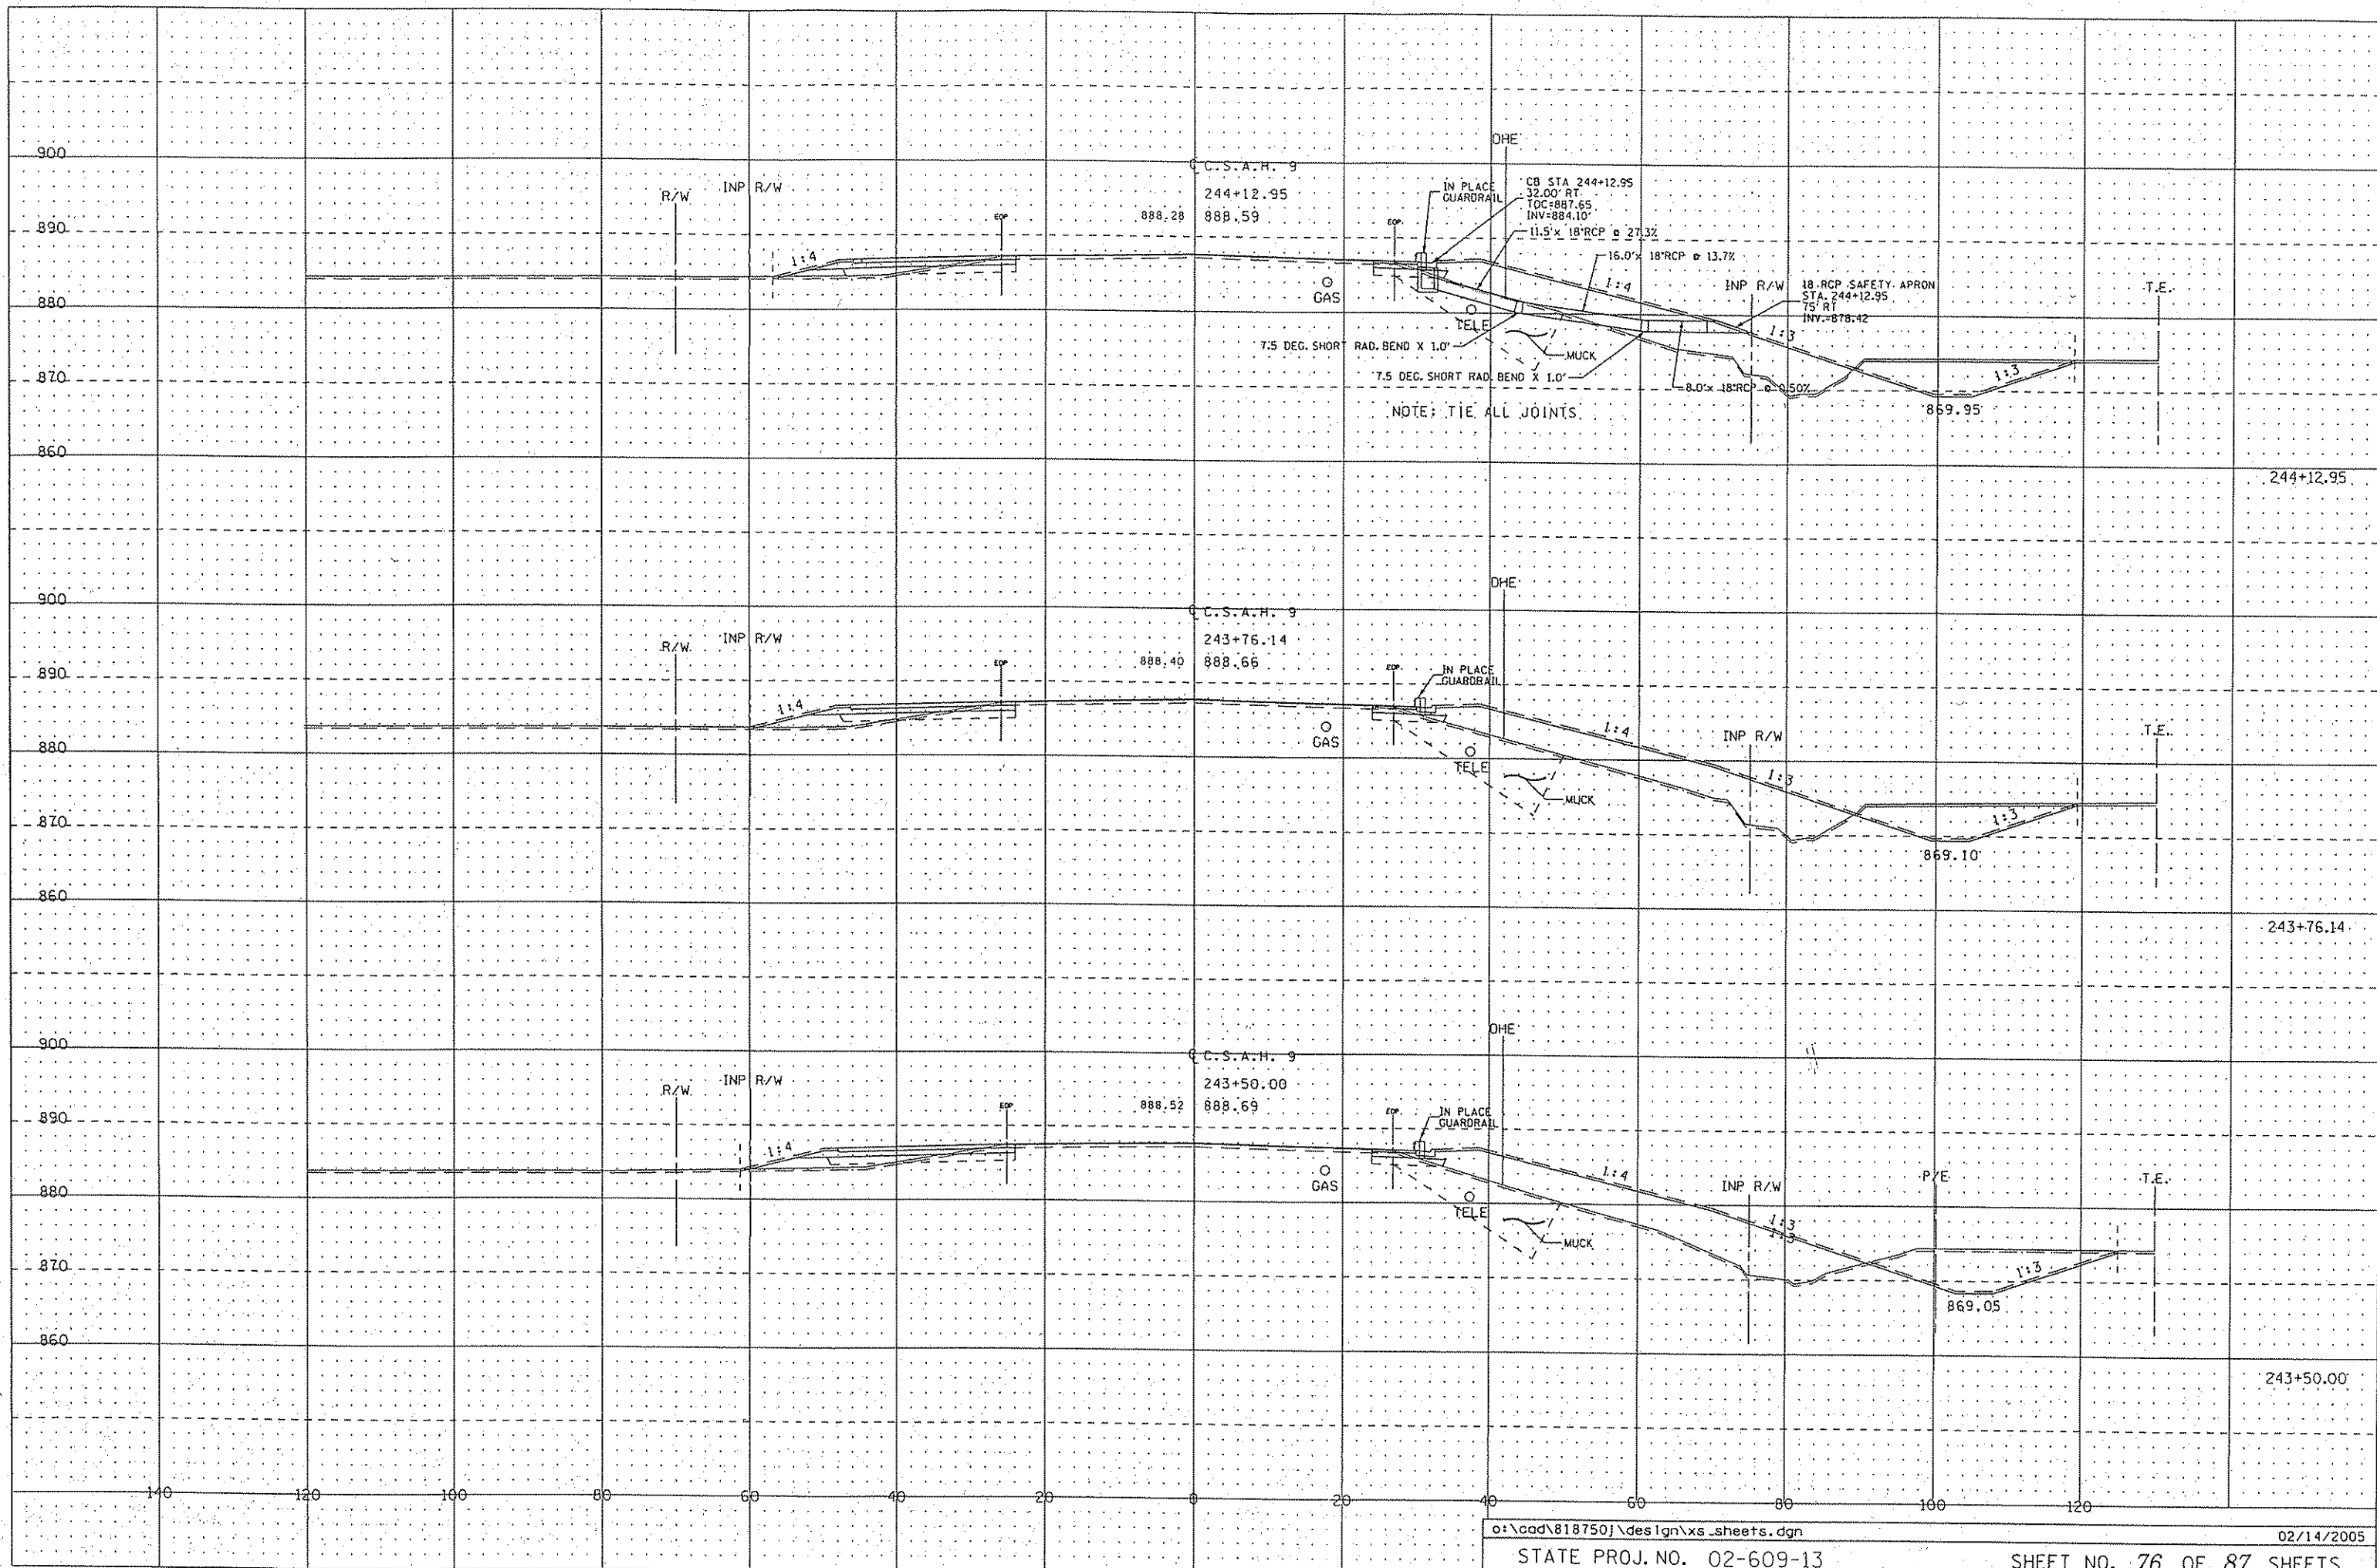 900
OHE
℄ C.S.A.H. 9
244+12.95
888.28 888.59
R/W
INP R/W
EOP
EOP
IN PLACE
GUARDRAIL
CB STA 244+12.95
32.00' RT
TOC=887.65
INV=884.10'
11.5'x 18"RCP @ 27.3%
16.0'x 18"RCP @ 13.7%
890
1:4
1:4
INP R/W
18 RCP SAFETY APRON
STA. 244+12.95
75' RT
INV.=878.42
T.E.
880
GAS
TELE
1:3
7.5 DEG. SHORT RAD. BEND X 1.0'
MUCK
7.5 DEG. SHORT RAD. BEND X 1.0'
8.0'x 18"RCP @ 0.50%
870
1:3
869.95
NOTE: TIE ALL JOINTS
860
244+12.95
900
OHE
℄ C.S.A.H. 9
243+76.14
888.40 888.66
R/W
INP R/W
EOP
EOP
IN PLACE
GUARDRAIL
890
1:4
1:4
INP R/W
T.E.
880
GAS
TELE
1:3
MUCK
870
1:3
869.10
860
243+76.14
900
OHE
℄ C.S.A.H. 9
243+50.00
888.52 888.69
R/W
INP R/W
EOP
EOP
IN PLACE
GUARDRAIL
890
1:4
1:4
INP R/W
P/E
T.E.
880
GAS
TELE
1:3
1:3
MUCK
870
1:3
869.05
860
243+50.00
140 120 100 80 60 40 20 0 20 40 60 80 100 120
o:\cad\818750j\design\xs_sheets.dgn 02/14/2005
STATE PROJ. NO. 02-609-13 SHEET NO. 76 OF 87 SHEETS